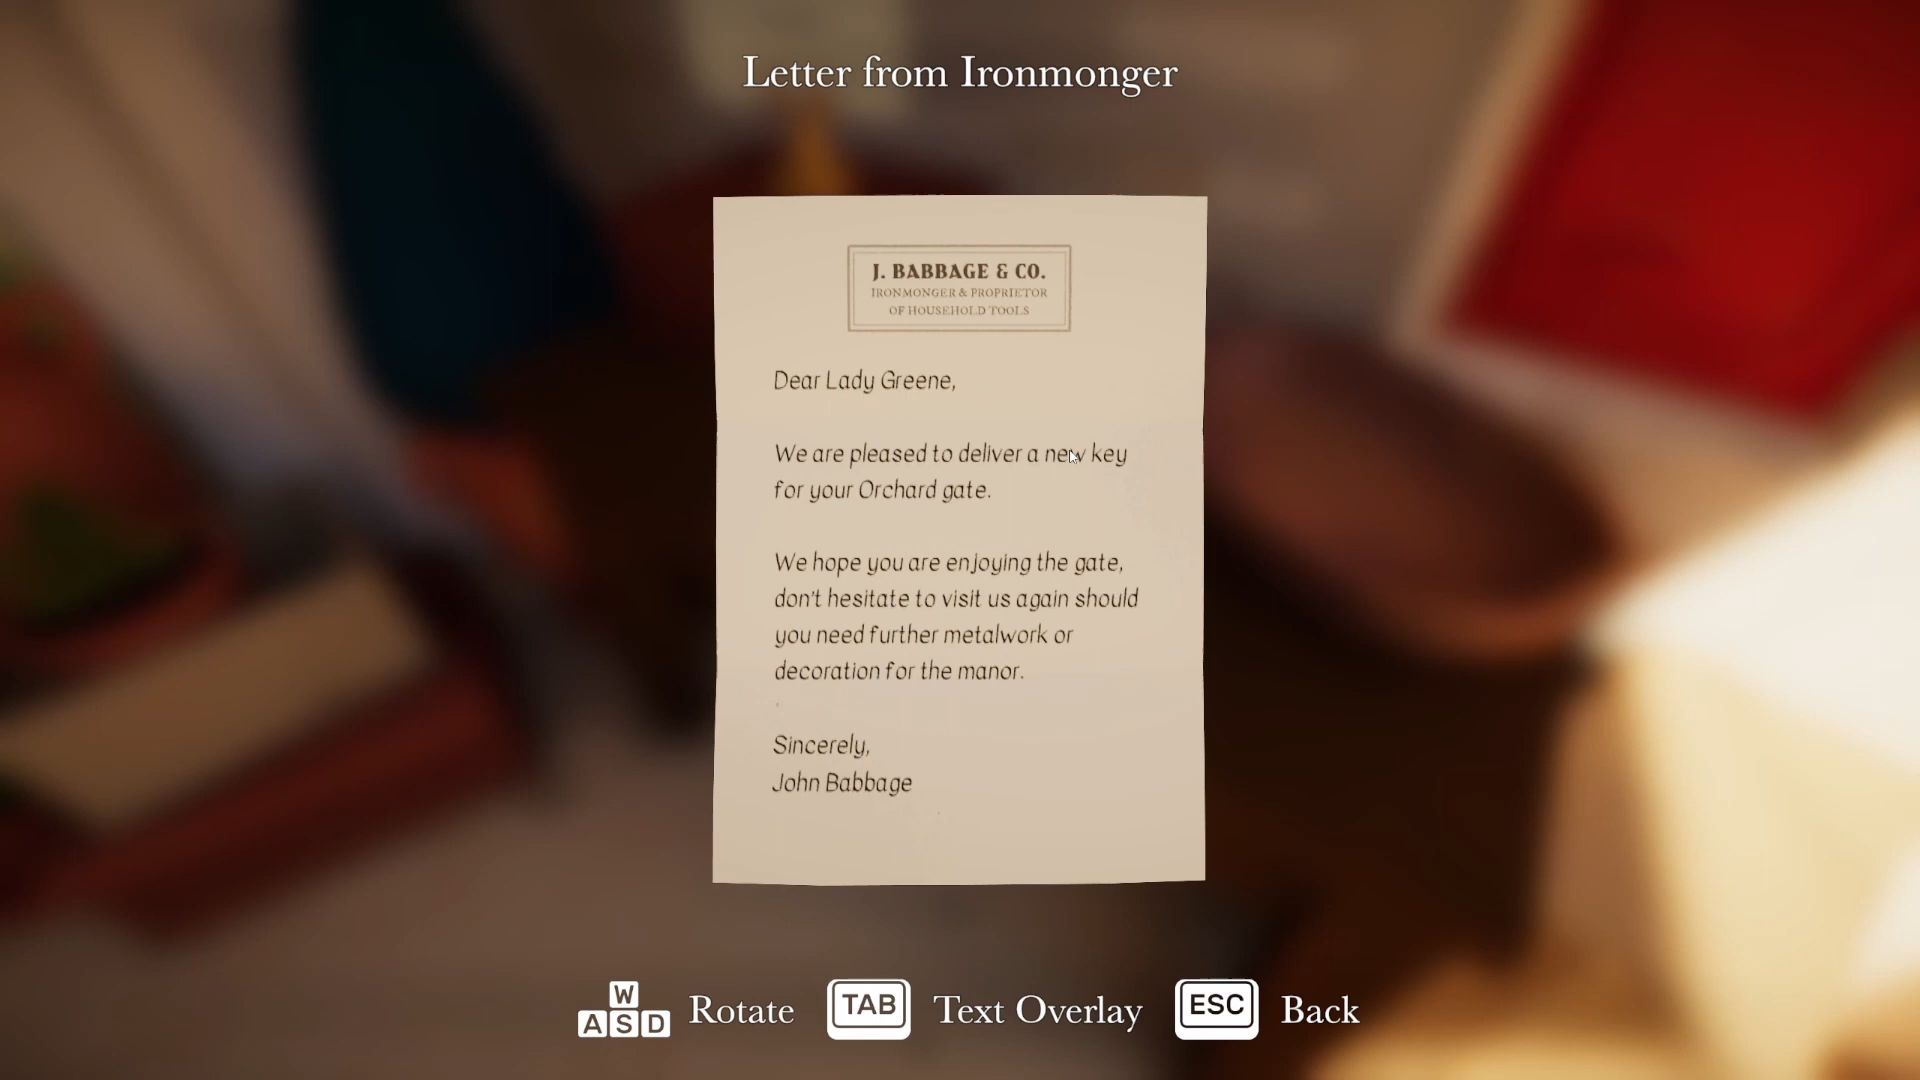 Letter from Ironmonger
J. BABBAGE & CO.
IRONMONGER & PROPRIETOR
OF HOUSEHOLD TOOLS
Dear Lady Greene,
We are pleased to deliver a new key
for your Orchard gate.
We hope you are enjoying the gate,
don't hesitate to visit us again should
you need further metalwork or
decoration for the manor.
Sincerely,
John Babbage
W
A S D Rotate TAB Text Overlay ESC Back